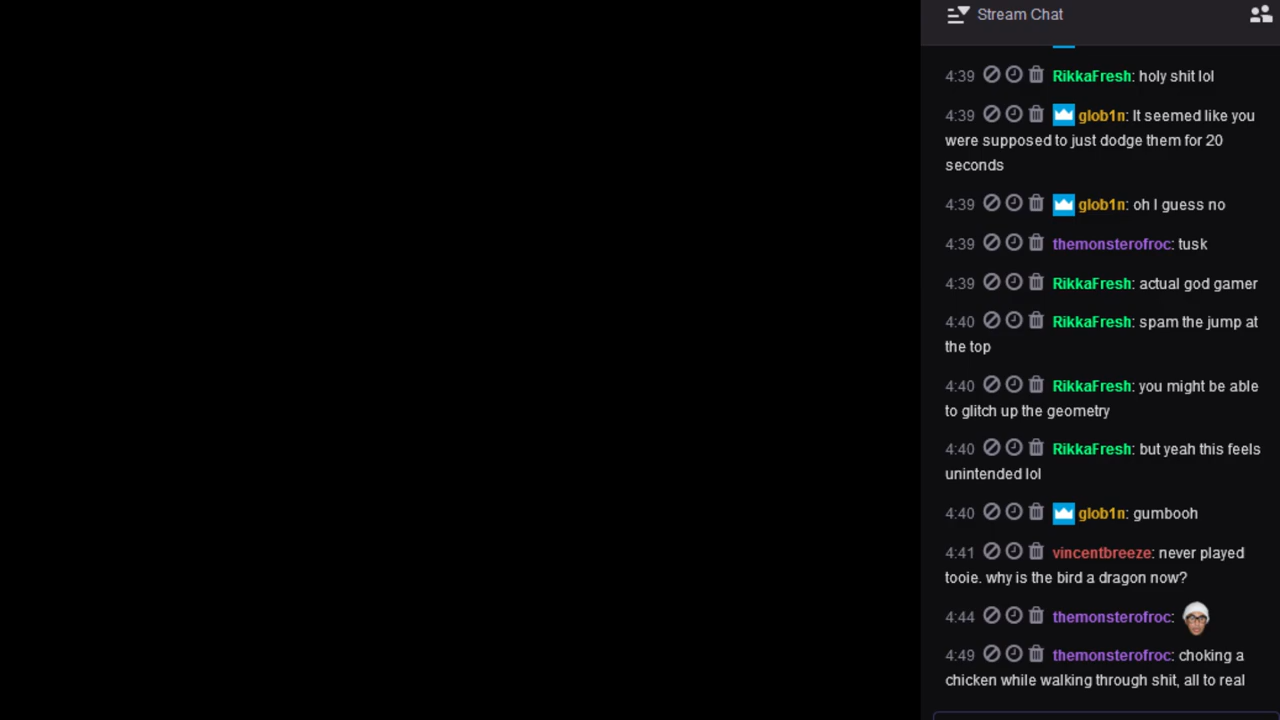 Stream Chat
4:39 RikkaFresh: holy shit lol
4:39 glob1n: It seemed like you
were supposed to just dodge them for 20
seconds
4:39 glob1n: oh I guess no
4:39 themonsterofroc: tusk
4:39 RikkaFresh: actual god gamer
4:40 RikkaFresh: spam the jump at
the top
4:40 RikkaFresh: you might be able
to glitch up the geometry
4:40 RikkaFresh: but yeah this feels
unintended lol
4:40 glob1n: gumbooh
4:41 vincentbreeze: never played
tooie. why is the bird a dragon now?
4:44 themonsterofroc:
4:49 themonsterofroc: choking a
chicken while walking through shit, all to real